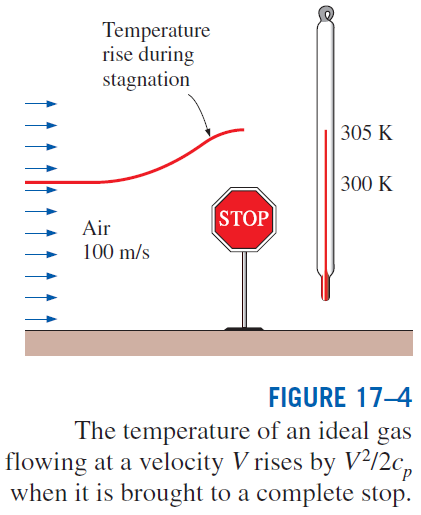 Temperature
rise during
stagnation
305 K
300 K
STOP
Air
100 m/s
FIGURE 17–4
The temperature of an ideal gas
flowing at a velocity V rises by V²/2cₚ
when it is brought to a complete stop.